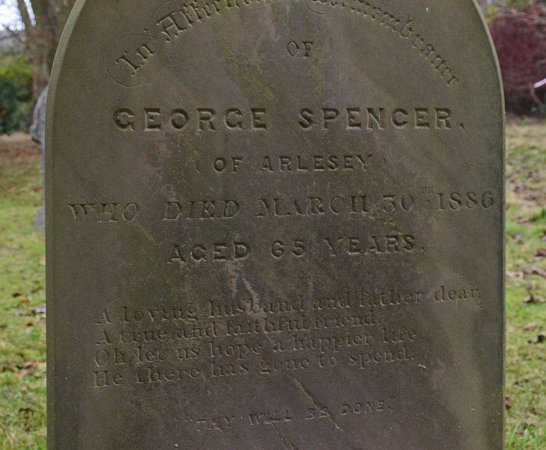 In Affectionate Remembrance
OF
GEORGE SPENCER,
(OF ARLESEY)
WHO DIED MARCH 30TH 1886
AGED 65 YEARS.
A loving husband and father dear,
A true and faithful friend,
Oh let us hope a happier life,
He there has gone to spend.
"THY WILL BE DONE"